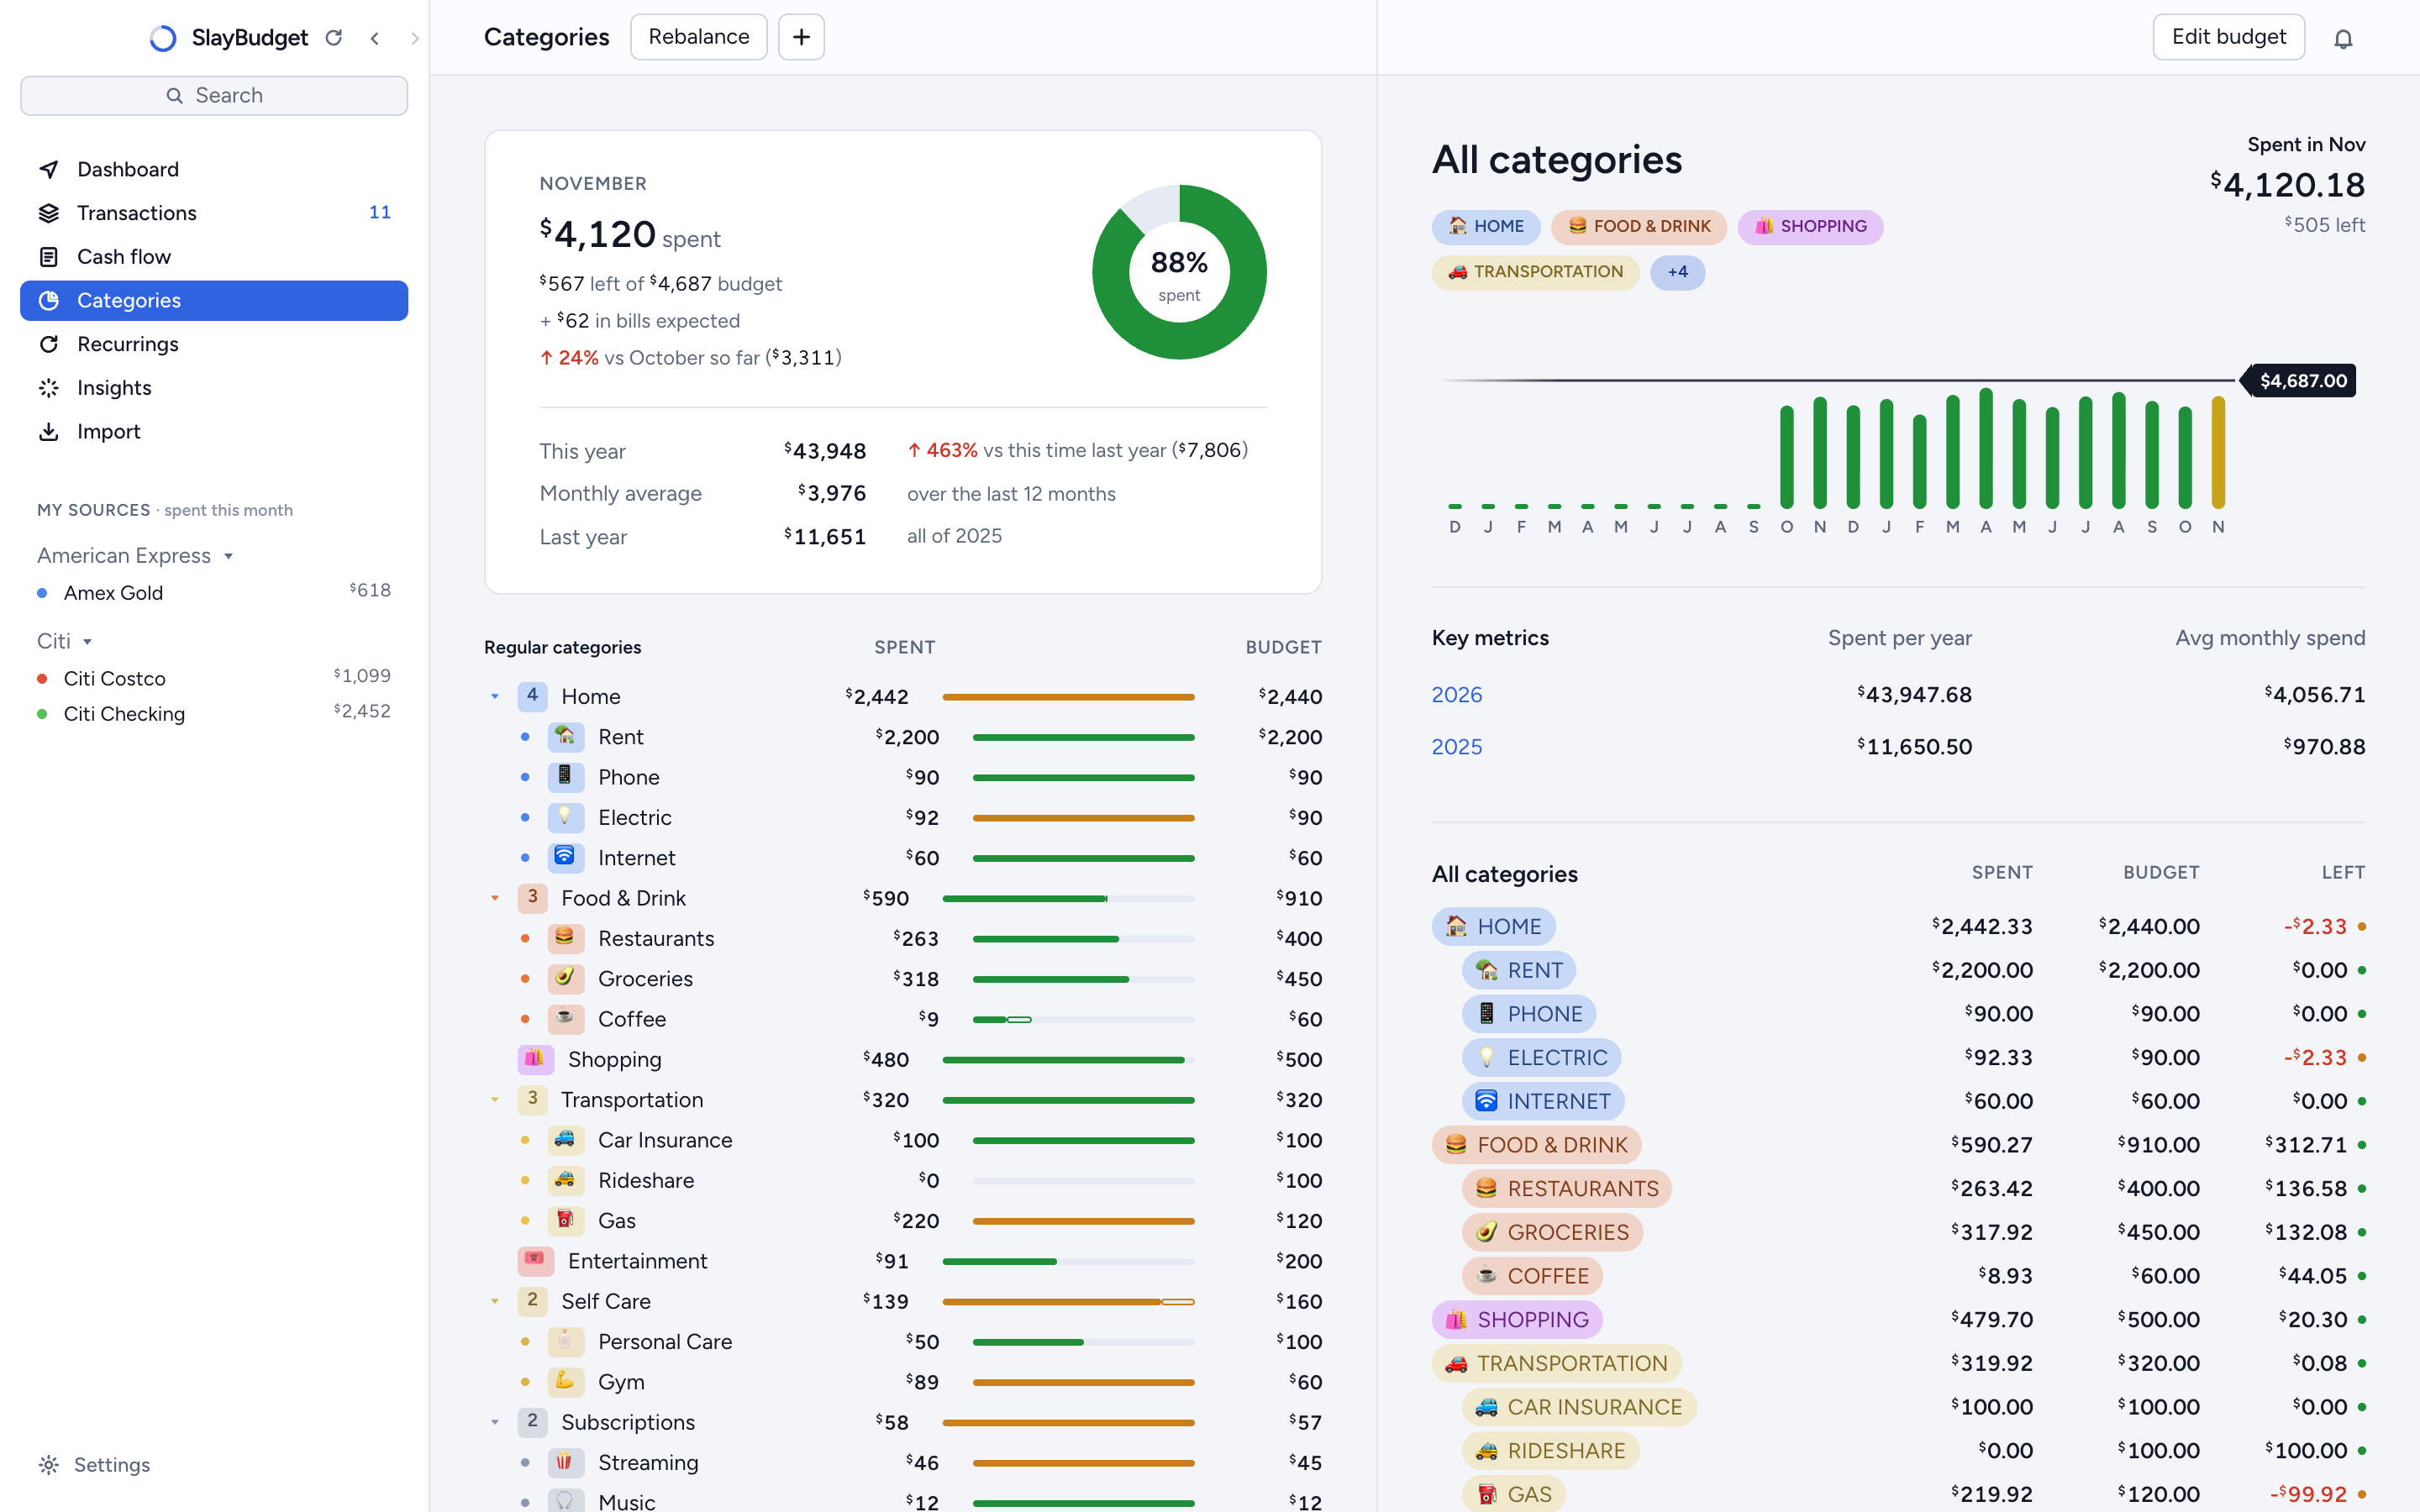 SlayBudget
Search
Dashboard
Transactions 11
Cash flow
Categories
Recurrings
Insights
Import
MY SOURCES · spent this month
American Express
Amex Gold $618
Citi
Citi Costco $1,099
Citi Checking $2,452
Settings
Categories Rebalance +
NOVEMBER
$4,120 spent
$567 left of $4,687 budget
+ $62 in bills expected
↑ 24% vs October so far ($3,311)
88%
spent
This year $43,948 ↑ 463% vs this time last year ($7,806)
Monthly average $3,976 over the last 12 months
Last year $11,651 all of 2025
Regular categories SPENT BUDGET
4 Home $2,442 $2,440
Rent $2,200 $2,200
Phone $90 $90
Electric $92 $90
Internet $60 $60
3 Food & Drink $590 $910
Restaurants $263 $400
Groceries $318 $450
Coffee $9 $60
Shopping $480 $500
3 Transportation $320 $320
Car Insurance $100 $100
Rideshare $0 $100
Gas $220 $120
Entertainment $91 $200
2 Self Care $139 $160
Personal Care $50 $100
Gym $89 $60
2 Subscriptions $58 $57
Streaming $46 $45
Music $12 $12
Edit budget
All categories
Spent in Nov
$4,120.18
$505 left
HOME FOOD & DRINK SHOPPING
TRANSPORTATION +4
$4,687.00
D J F M A M J J A S O N D J F M A M J J A S O N
Key metrics Spent per year Avg monthly spend
2026 $43,947.68 $4,056.71
2025 $11,650.50 $970.88
All categories SPENT BUDGET LEFT
HOME $2,442.33 $2,440.00 -$2.33
RENT $2,200.00 $2,200.00 $0.00
PHONE $90.00 $90.00 $0.00
ELECTRIC $92.33 $90.00 -$2.33
INTERNET $60.00 $60.00 $0.00
FOOD & DRINK $590.27 $910.00 $312.71
RESTAURANTS $263.42 $400.00 $136.58
GROCERIES $317.92 $450.00 $132.08
COFFEE $8.93 $60.00 $44.05
SHOPPING $479.70 $500.00 $20.30
TRANSPORTATION $319.92 $320.00 $0.08
CAR INSURANCE $100.00 $100.00 $0.00
RIDESHARE $0.00 $100.00 $100.00
GAS $219.92 $120.00 -$99.92